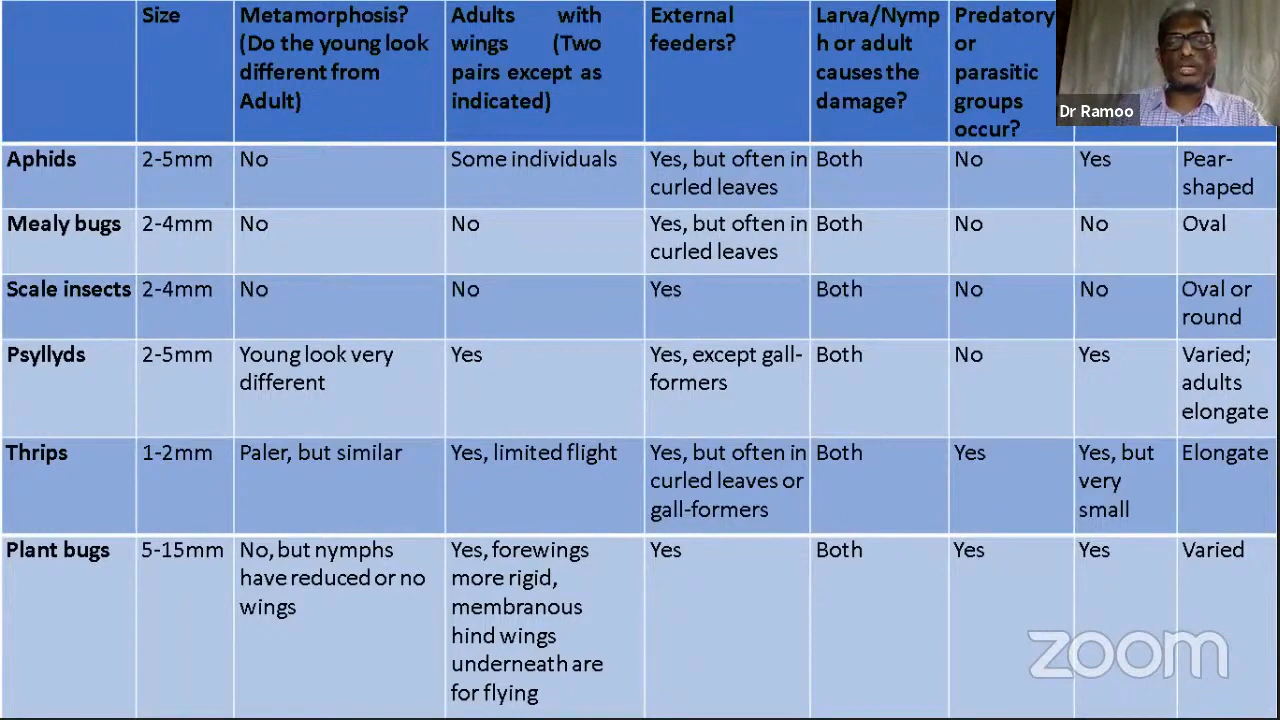 Size
Metamorphosis?
(Do the young look
different from
Adult)
Adults with
wings (Two
pairs except as
indicated)
External
feeders?
Larva/Nymp
h or adult
causes the
damage?
Predatory
or
parasitic
groups
occur?
Dr Ramoo
Aphids
2-5mm
No
Some individuals
Yes, but often in
curled leaves
Both
No
Yes
Pear-
shaped
Mealy bugs
2-4mm
No
No
Yes, but often in
curled leaves
Both
No
No
Oval
Scale insects
2-4mm
No
No
Yes
Both
No
No
Oval or
round
Psyllyds
2-5mm
Young look very
different
Yes
Yes, except gall-
formers
Both
No
Yes
Varied;
adults
elongate
Thrips
1-2mm
Paler, but similar
Yes, limited flight
Yes, but often in
curled leaves or
gall-formers
Both
Yes
Yes, but
very
small
Elongate
Plant bugs
5-15mm
No, but nymphs
have reduced or no
wings
Yes, forewings
more rigid,
membranous
hind wings
underneath are
for flying
Yes
Both
Yes
Yes
Varied
zoom